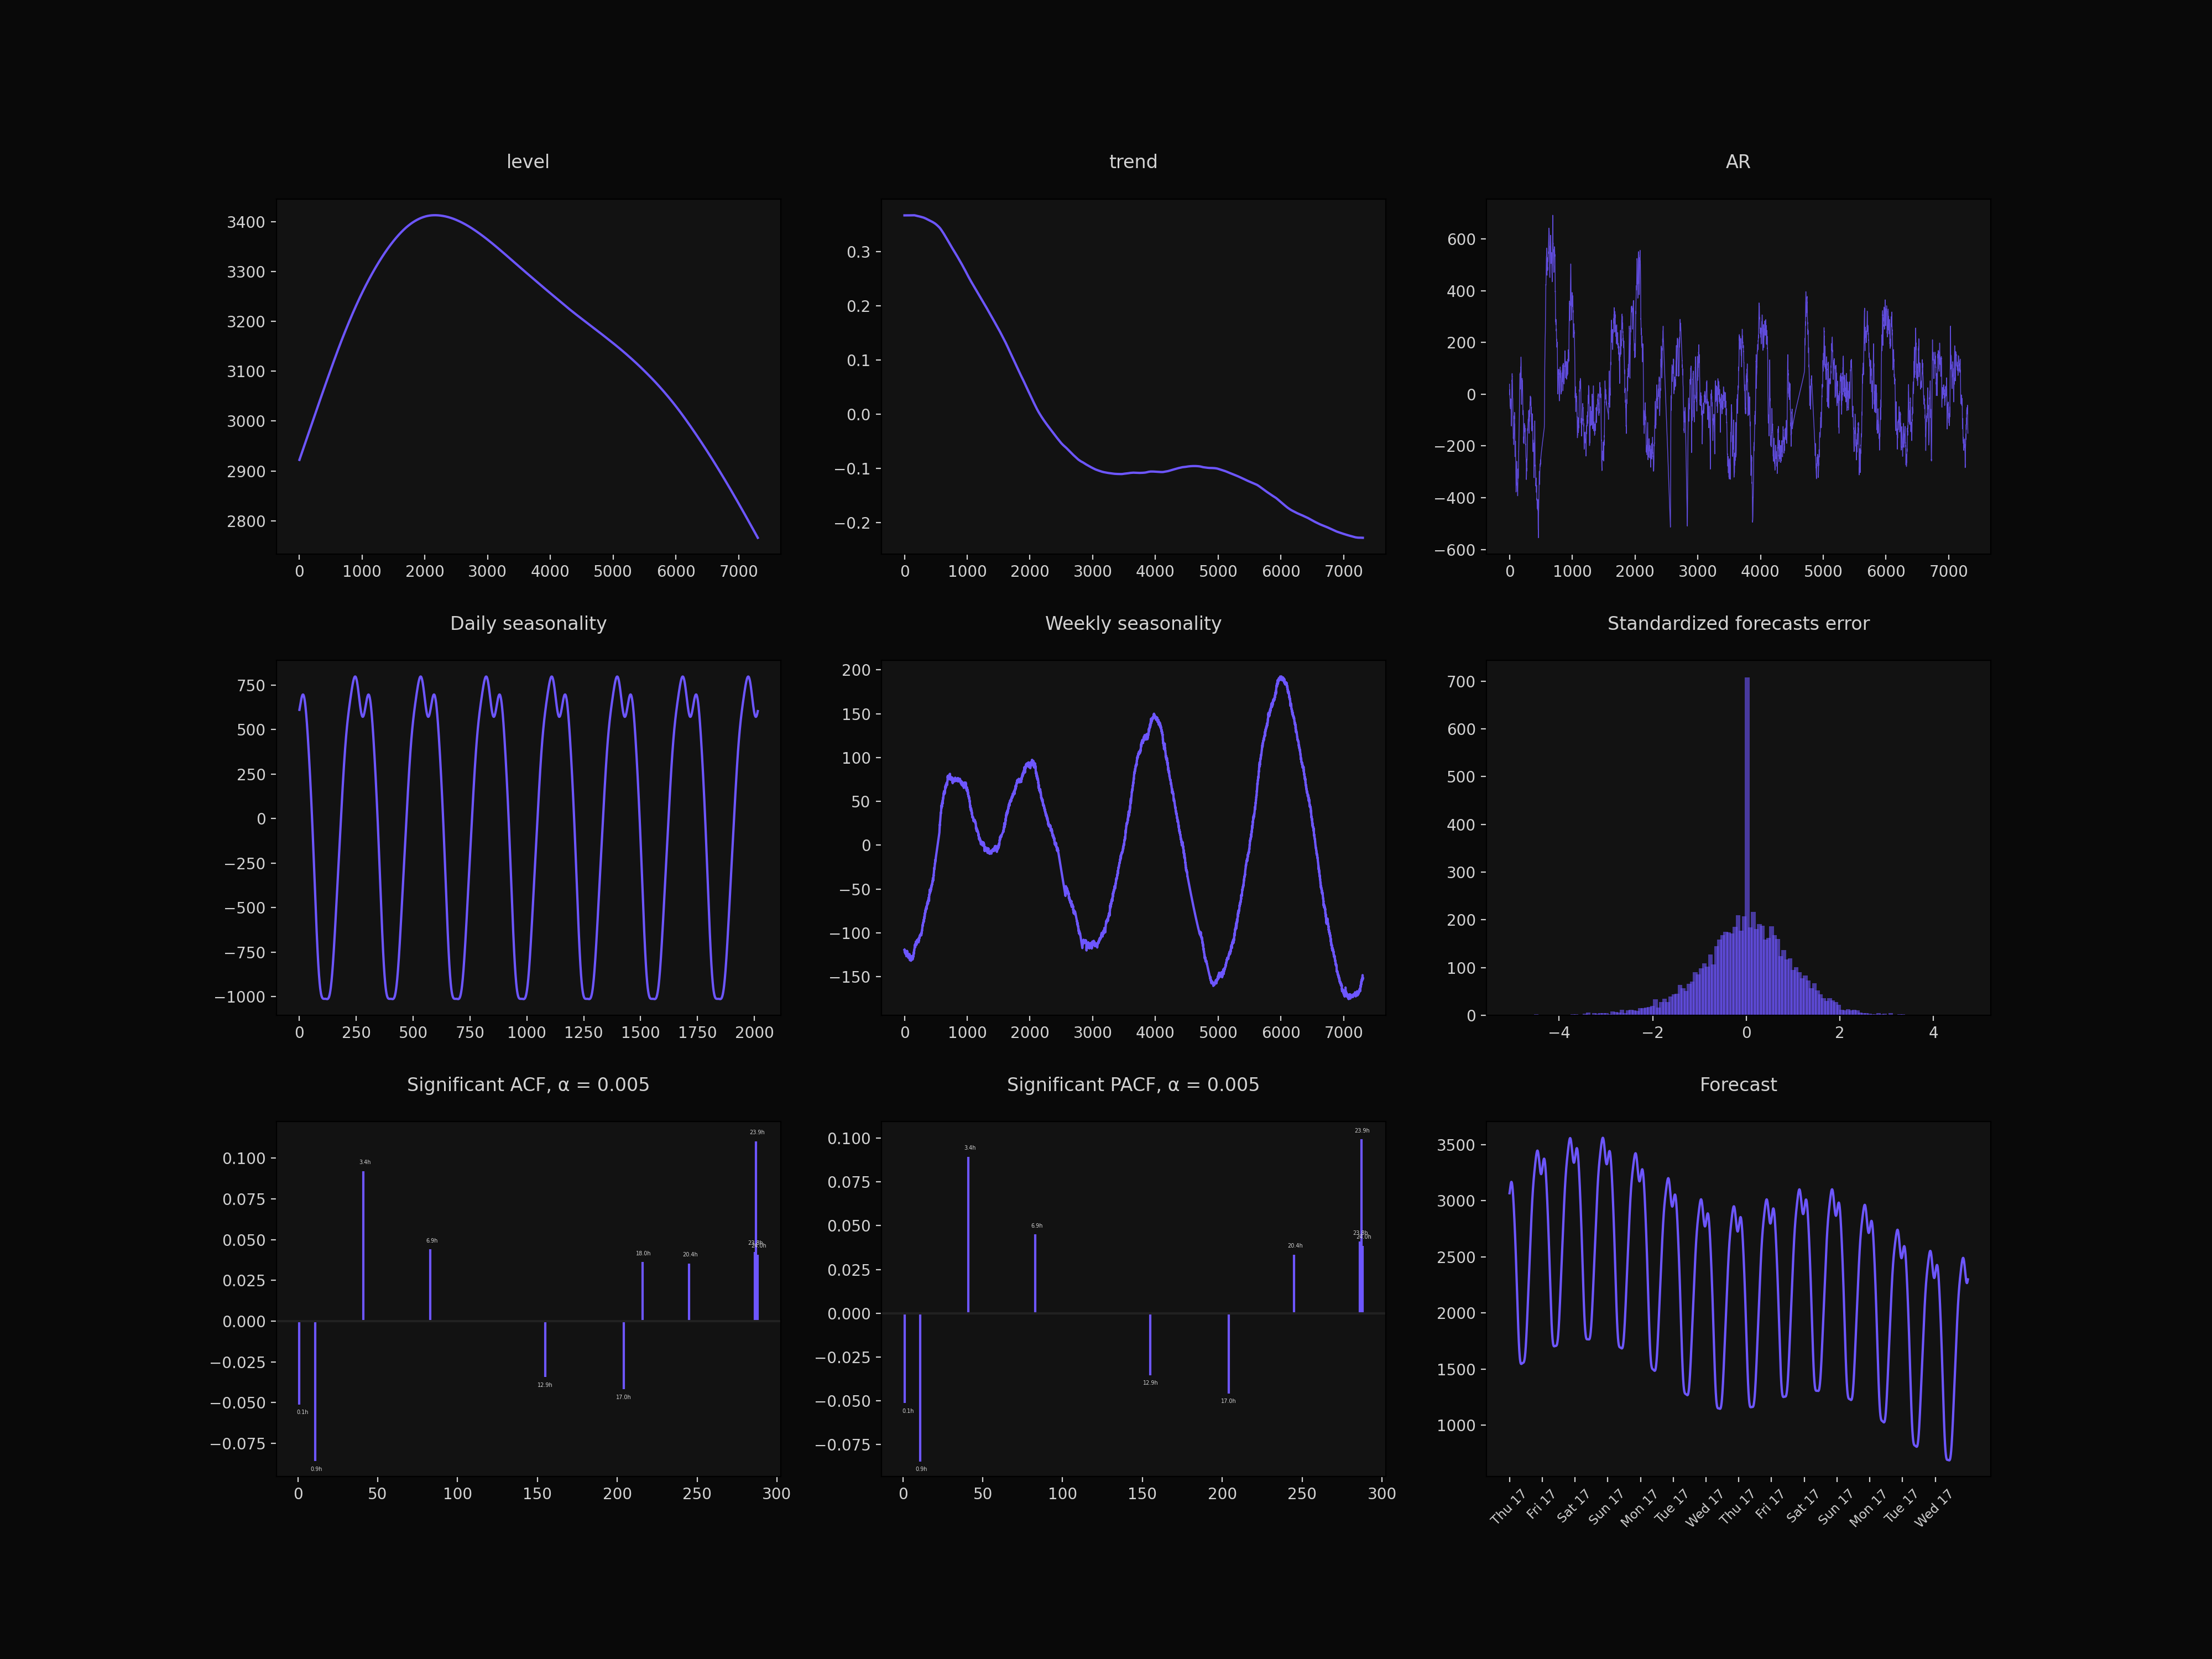 level
3400
3300
3200
3100
3000
2900
2800
0 1000 2000 3000 4000 5000 6000 7000
trend
0.3
0.2
0.1
0.0
−0.1
−0.2
0 1000 2000 3000 4000 5000 6000 7000
AR
600
400
200
0
−200
−400
−600
0 1000 2000 3000 4000 5000 6000 7000
Daily seasonality
750
500
250
0
−250
−500
−750
−1000
0 250 500 750 1000 1250 1500 1750 2000
Weekly seasonality
200
150
100
50
0
−50
−100
−150
0 1000 2000 3000 4000 5000 6000 7000
Standardized forecasts error
700
600
500
400
300
200
100
0
−4 −2 0 2 4
Significant ACF, α = 0.005
0.100
0.075
0.050
0.025
0.000
−0.025
−0.050
−0.075
0.1h
0.9h
3.4h
6.9h
12.9h
17.0h
18.0h
20.4h
23.9h
24.0h
0 50 100 150 200 250 300
Significant PACF, α = 0.005
0.100
0.075
0.050
0.025
0.000
−0.025
−0.050
−0.075
0.1h
0.9h
3.4h
6.9h
12.9h
17.0h
20.4h
23.9h
24.0h
0 50 100 150 200 250 300
Forecast
3500
3000
2500
2000
1500
1000
Thu 17
Fri 17
Sat 17
Sun 17
Mon 17
Tue 17
Wed 17
Thu 17
Fri 17
Sat 17
Sun 17
Mon 17
Tue 17
Wed 17